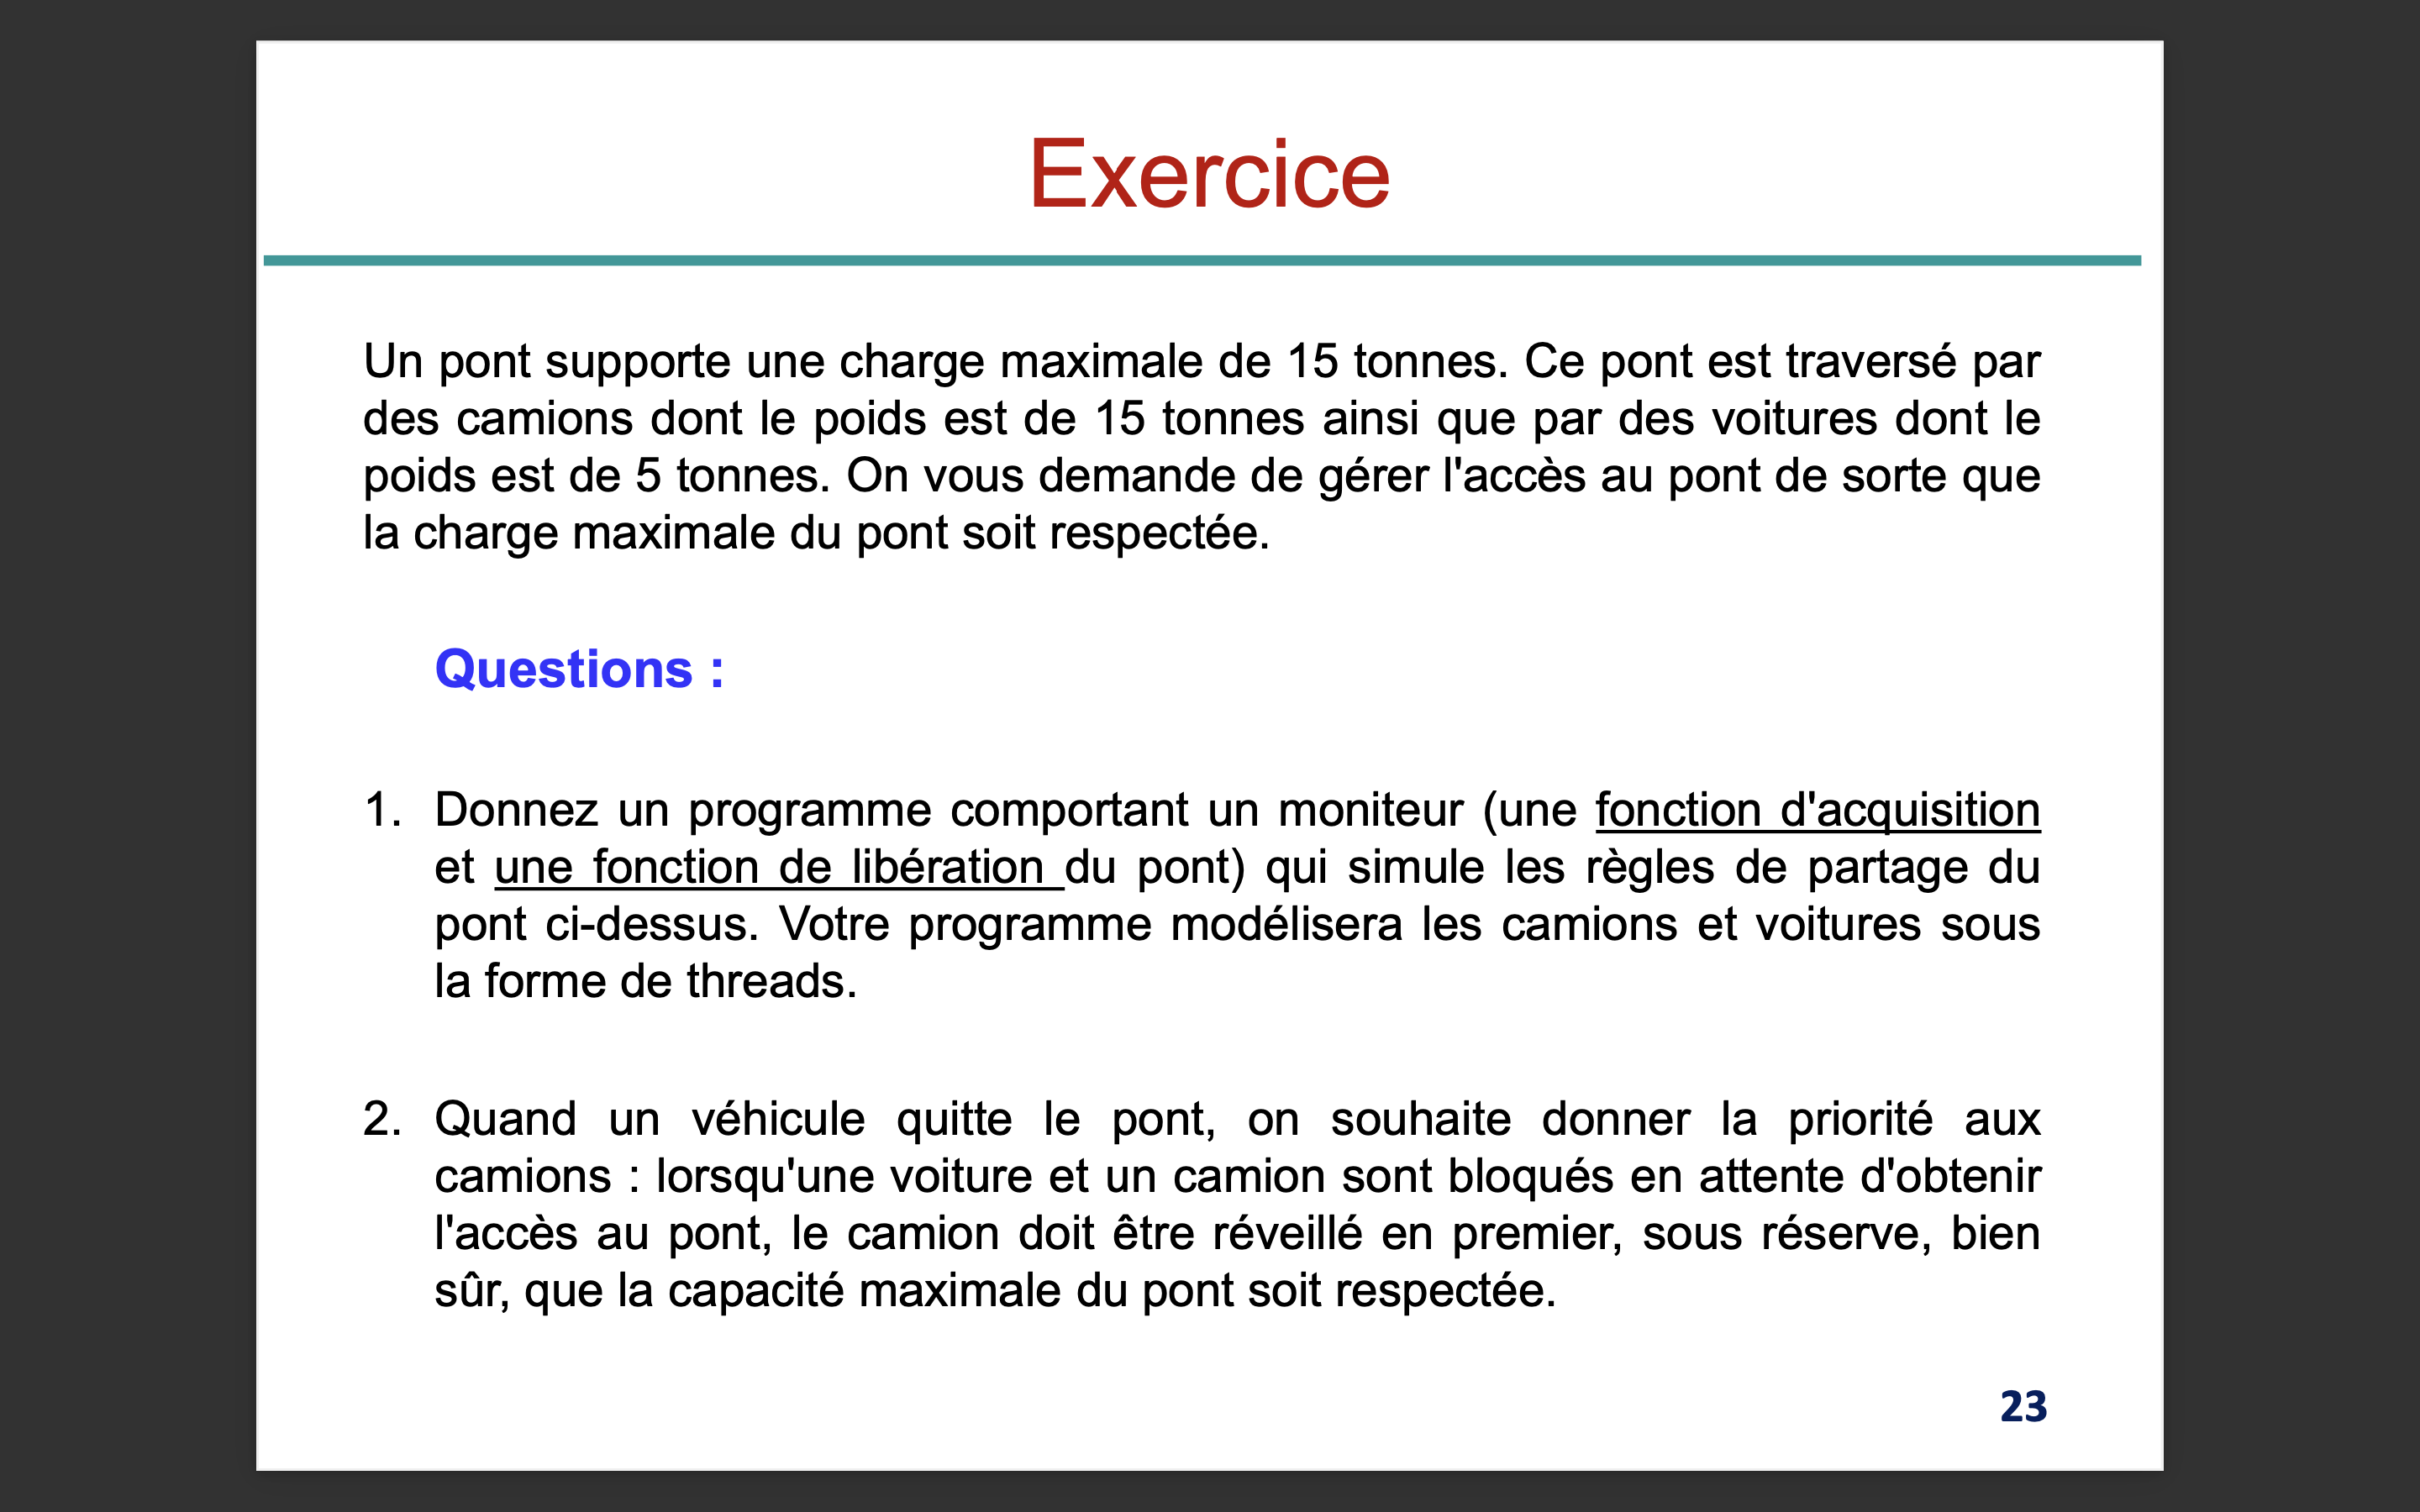 Exercice
Un pont supporte une charge maximale de 15 tonnes. Ce pont est traversé par
des camions dont le poids est de 15 tonnes ainsi que par des voitures dont le
poids est de 5 tonnes. On vous demande de gérer l'accès au pont de sorte que
la charge maximale du pont soit respectée.
Questions :
1. Donnez un programme comportant un moniteur (une fonction d'acquisition
et une fonction de libération du pont) qui simule les règles de partage du
pont ci-dessus. Votre programme modélisera les camions et voitures sous
la forme de threads.
2. Quand un véhicule quitte le pont, on souhaite donner la priorité aux
camions : lorsqu'une voiture et un camion sont bloqués en attente d'obtenir
l'accès au pont, le camion doit être réveillé en premier, sous réserve, bien
sûr, que la capacité maximale du pont soit respectée.
23